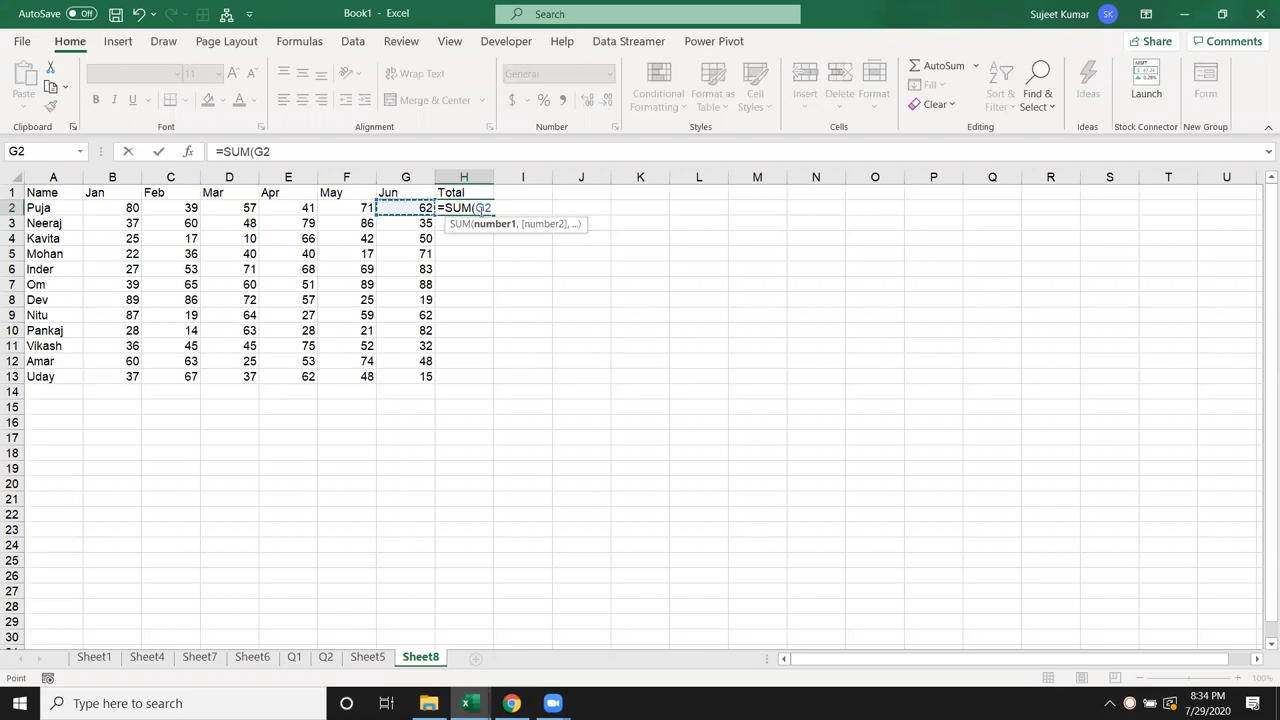 AutoSave Off Book1 - Excel Search Sujeet Kumar SK
File Home Insert Draw Page Layout Formulas Data Review View Developer Help Data Streamer Power Pivot Share Comments
Paste 11 A A Wrap Text General Conditional Formatting Format as Table Cell Styles Insert Delete Format AutoSum Fill Clear Sort & Filter Find & Select Ideas Launch Form
B I U A Merge & Center $ % 9
Clipboard Font Alignment Number Styles Cells Editing Ideas Stock Connector New Group
G2 fx =SUM(G2
A B C D E F G H I J K L M N O P Q R S T U
1 Name Jan Feb Mar Apr May Jun Total
2 Puja 80 39 57 41 71 62 =SUM(G2
SUM(number1, [number2], ...)
3 Neeraj 37 60 48 79 86 35
4 Kavita 25 17 10 66 42 50
5 Mohan 22 36 40 40 17 71
6 Inder 27 53 71 68 69 83
7 Om 39 65 60 51 89 88
8 Dev 89 86 72 57 25 19
9 Nitu 87 19 64 27 59 62
10 Pankaj 28 14 63 28 21 82
11 Vikash 36 45 45 75 52 32
12 Amar 60 63 25 53 74 48
13 Uday 37 67 37 62 48 15
14
15
16
17
18
19
20
21
22
23
24
25
26
27
28
29
30
Sheet1 Sheet4 Sheet7 Sheet6 Q1 Q2 Sheet5 Sheet8
Point 100%
Type here to search 8:34 PM
7/29/2020